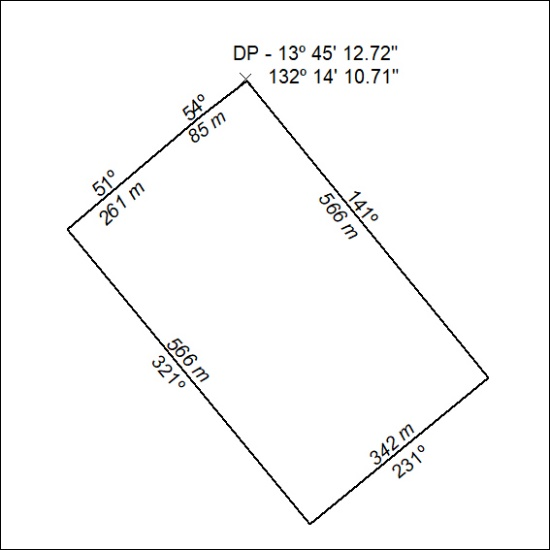 DP - 13º 45' 12.72"
132º 14' 10.71"
54º
85 m
51º
261 m
141º
566 m
566 m
321º
342 m
231º